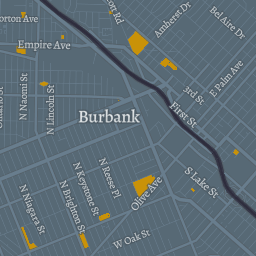 Bel Aire Dr
Amherst Dr
Empire Ave
3rd St
E Palm Ave
N Naomi St
N Lincoln St
Burbank
First St
N Reese Pl
N Keystone St
N Brighton St
S Lake St
Olive Ave
N Niagara St
W Oak St